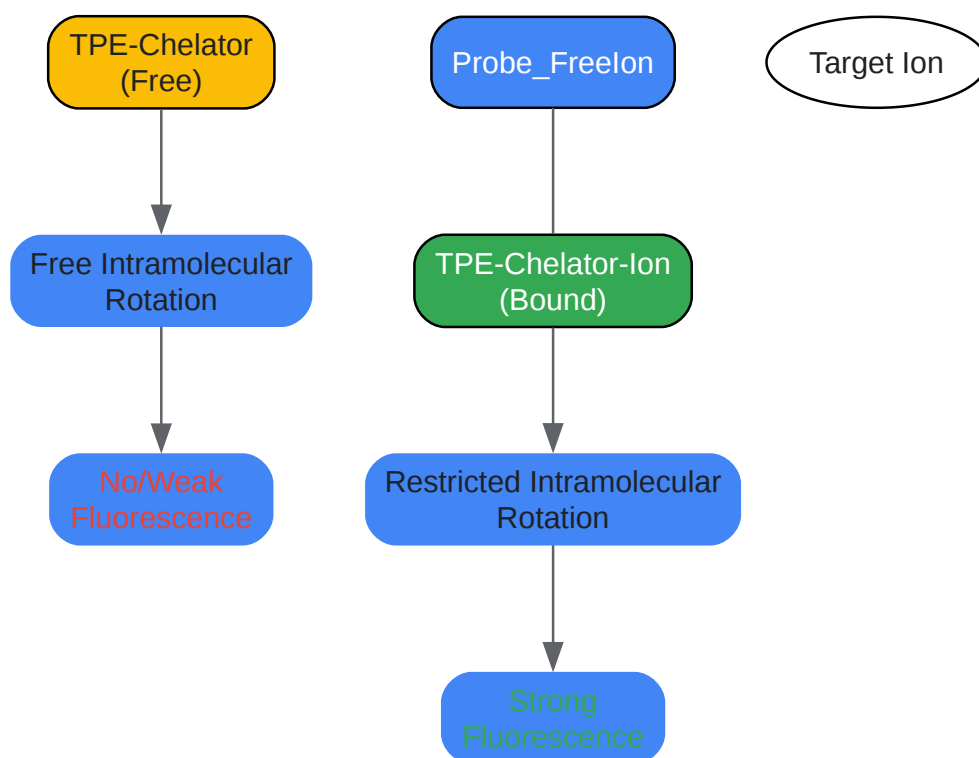 TPE-Chelator
(Free)
Probe_FreeIon
Target Ion
Free Intramolecular
Rotation
TPE-Chelator-Ion
(Bound)
No/Weak
Fluorescence
Restricted Intramolecular
Rotation
Strong
Fluorescence